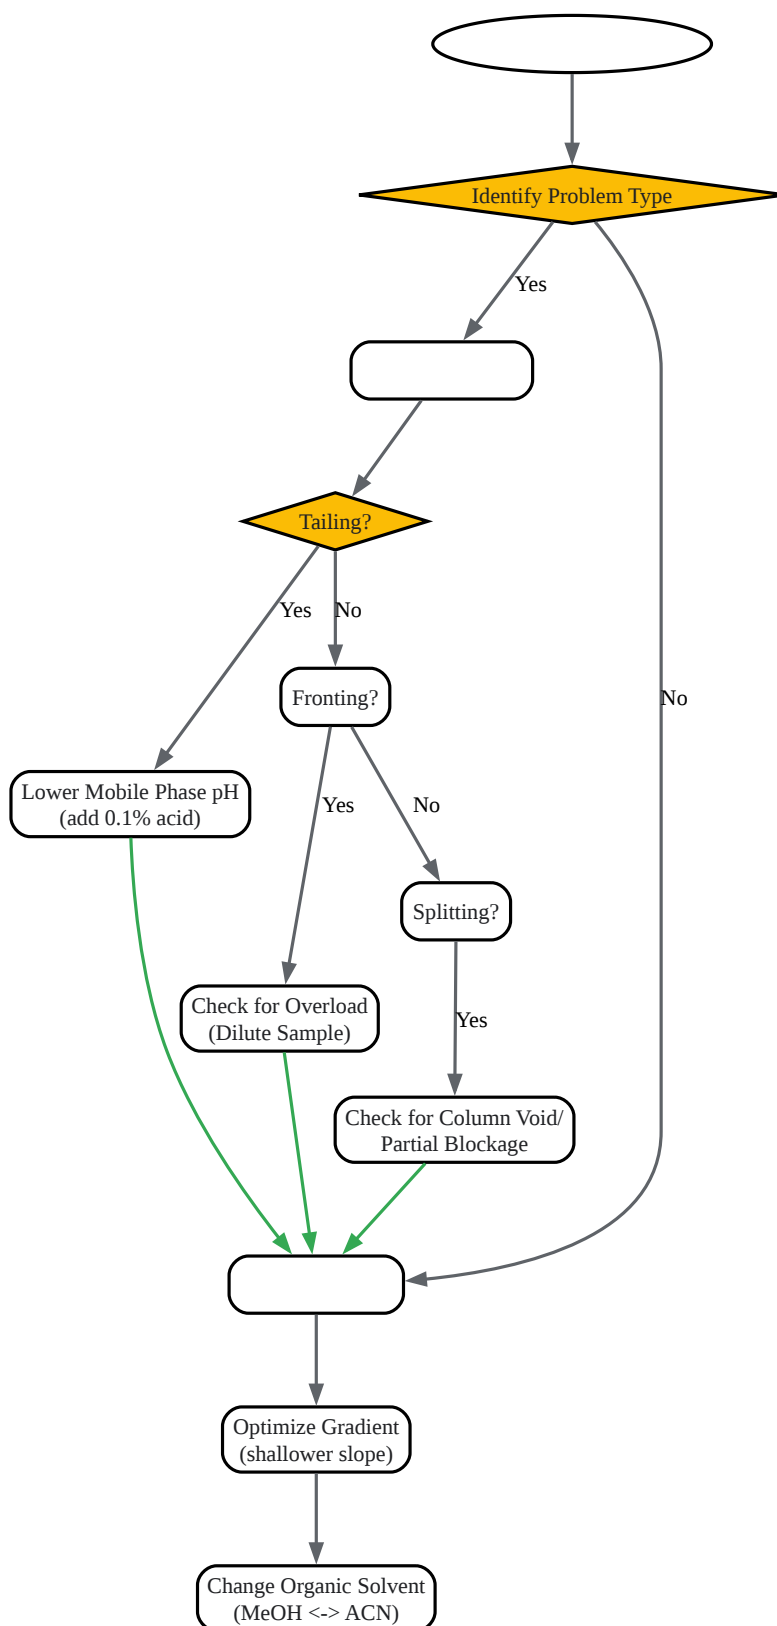 Identify Problem Type
Yes
Tailing?
Yes
No
Fronting?
No
Lower Mobile Phase pH
(add 0.1% acid)
Yes
No
Splitting?
Check for Overload
(Dilute Sample)
Yes
Check for Column Void/
Partial Blockage
Optimize Gradient
(shallower slope)
Change Organic Solvent
(MeOH <-> ACN)